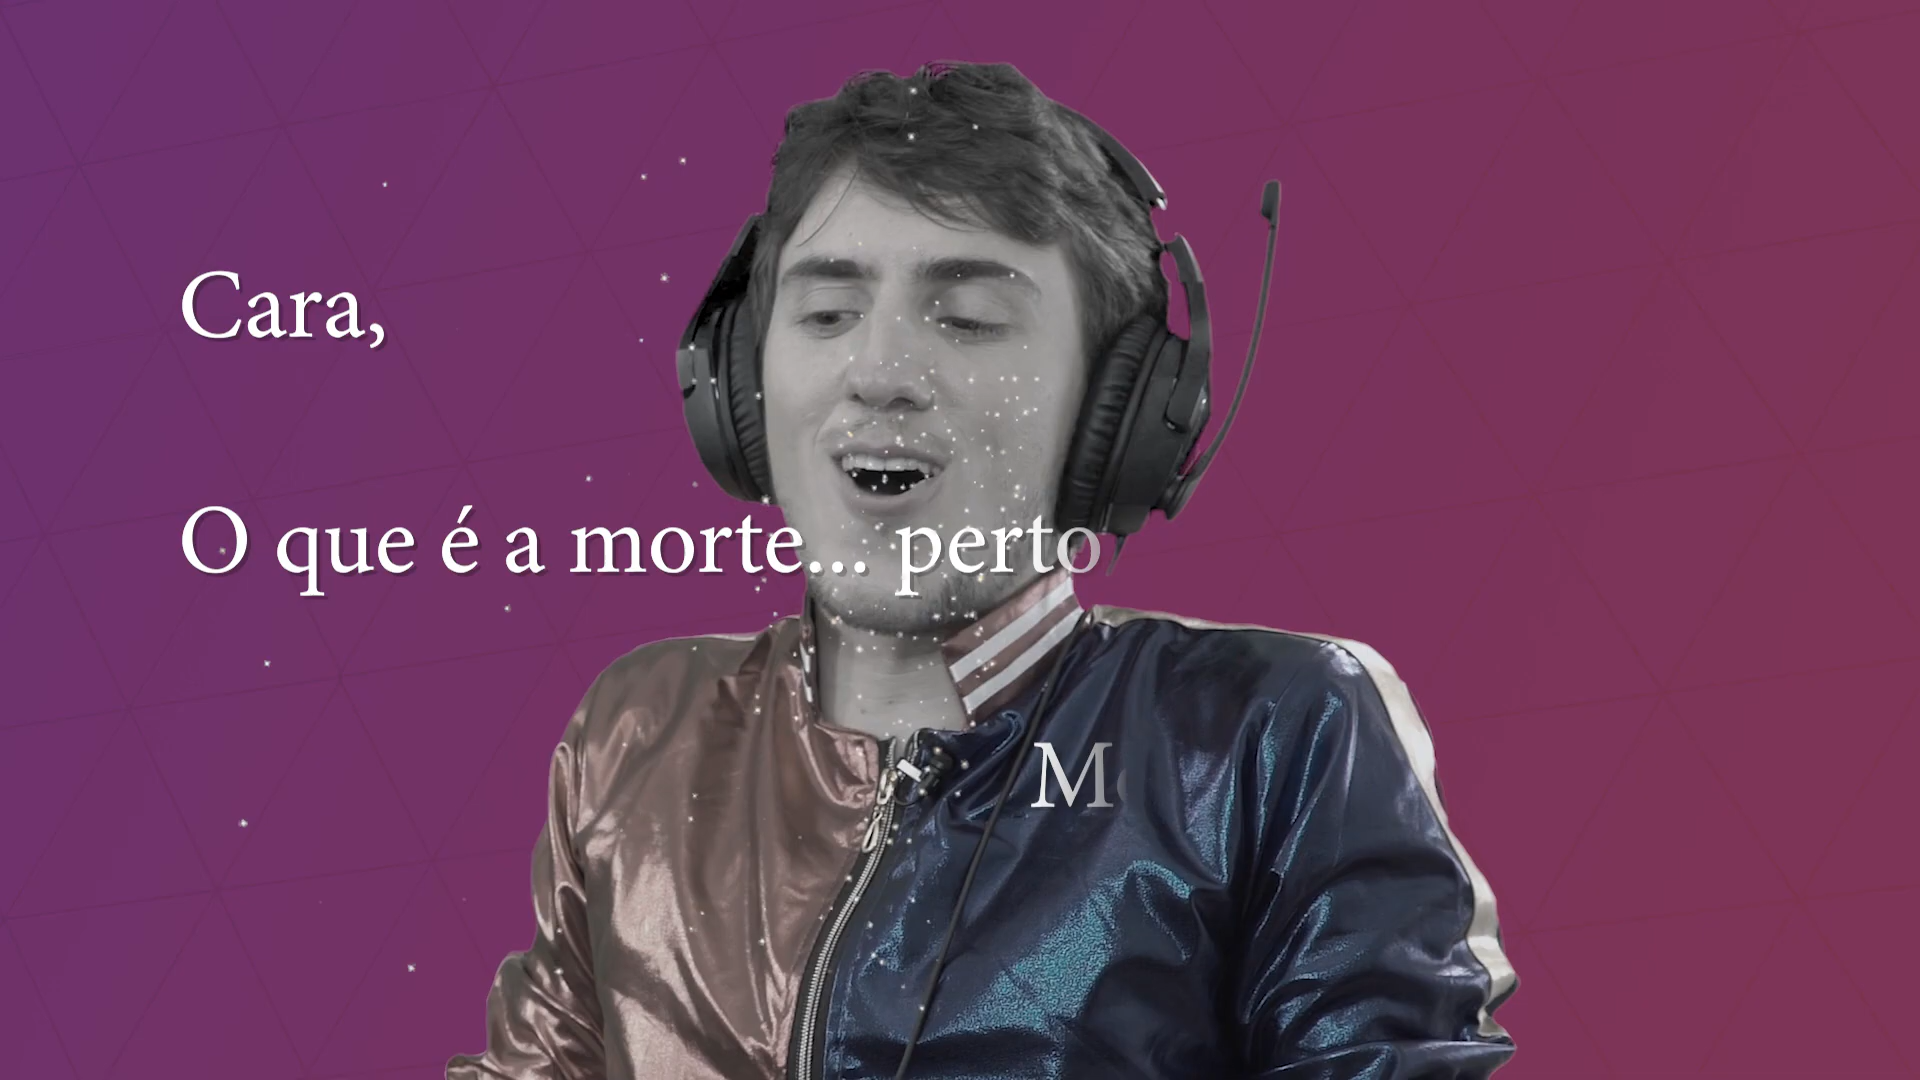 Cara,
O que é a morte... perto